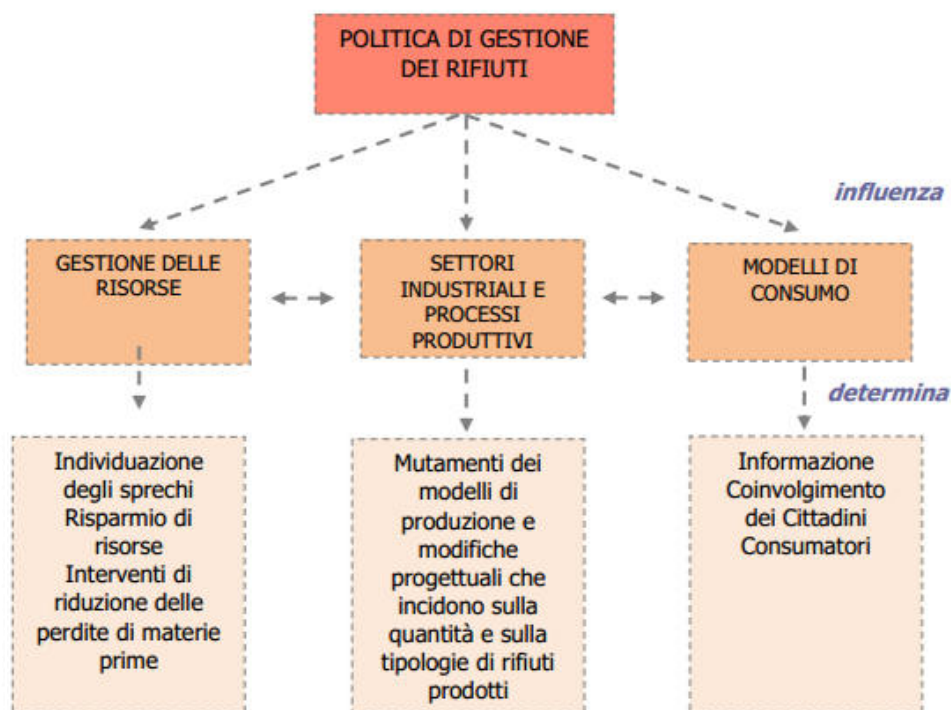 POLITICA DI GESTIONE
DEI RIFIUTI
influenza
GESTIONE DELLE
RISORSE
SETTORI
INDUSTRIALI E
PROCESSI
PRODUTTIVI
MODELLI DI
CONSUMO
determina
Individuazione
degli sprechi
Risparmio di
risorse
Interventi di
riduzione delle
perdite di materie
prime
Mutamenti dei
modelli di
produzione e
modifiche
progettuali che
incidono sulla
quantità e sulla
tipologie di rifiuti
prodotti
Informazione
Coinvolgimento
dei Cittadini
Consumatori